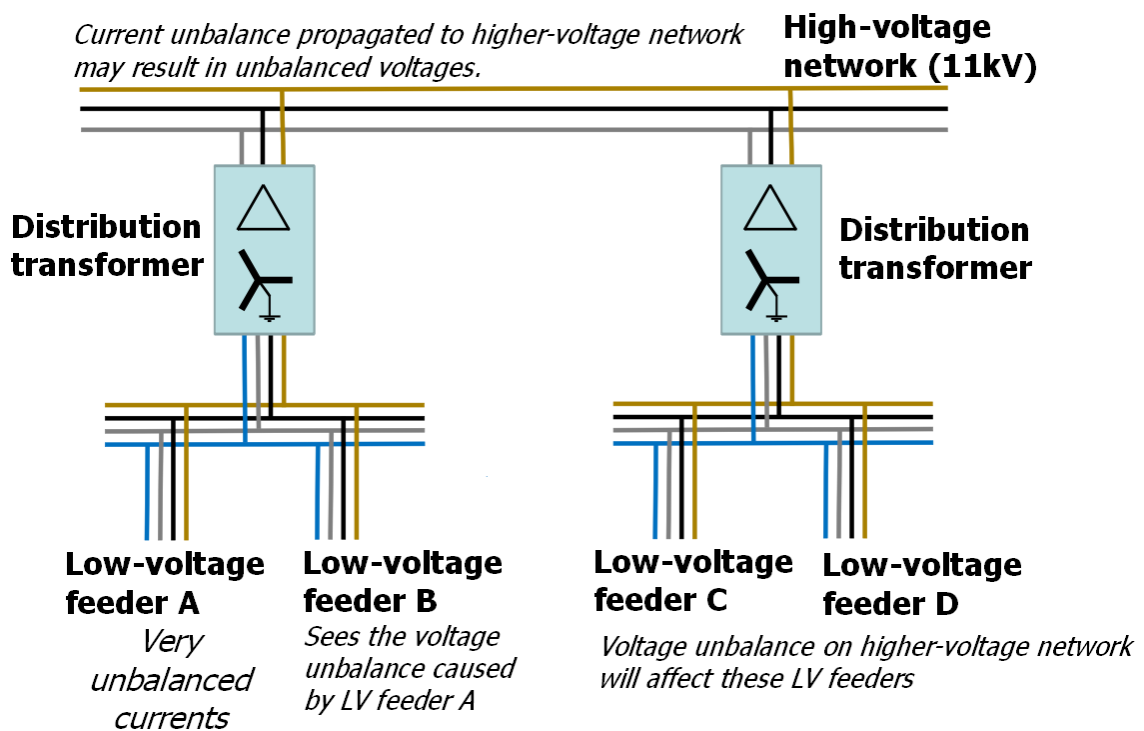 Current unbalance propagated to higher-voltage network
may result in unbalanced voltages.
High-voltage
network (11kV)
Distribution
transformer
Distribution
transformer
Low-voltage
feeder A
Very
unbalanced
currents
Low-voltage
feeder B
Sees the voltage
unbalance caused
by LV feeder A
Low-voltage
feeder C
Low-voltage
feeder D
Voltage unbalance on higher-voltage network
will affect these LV feeders